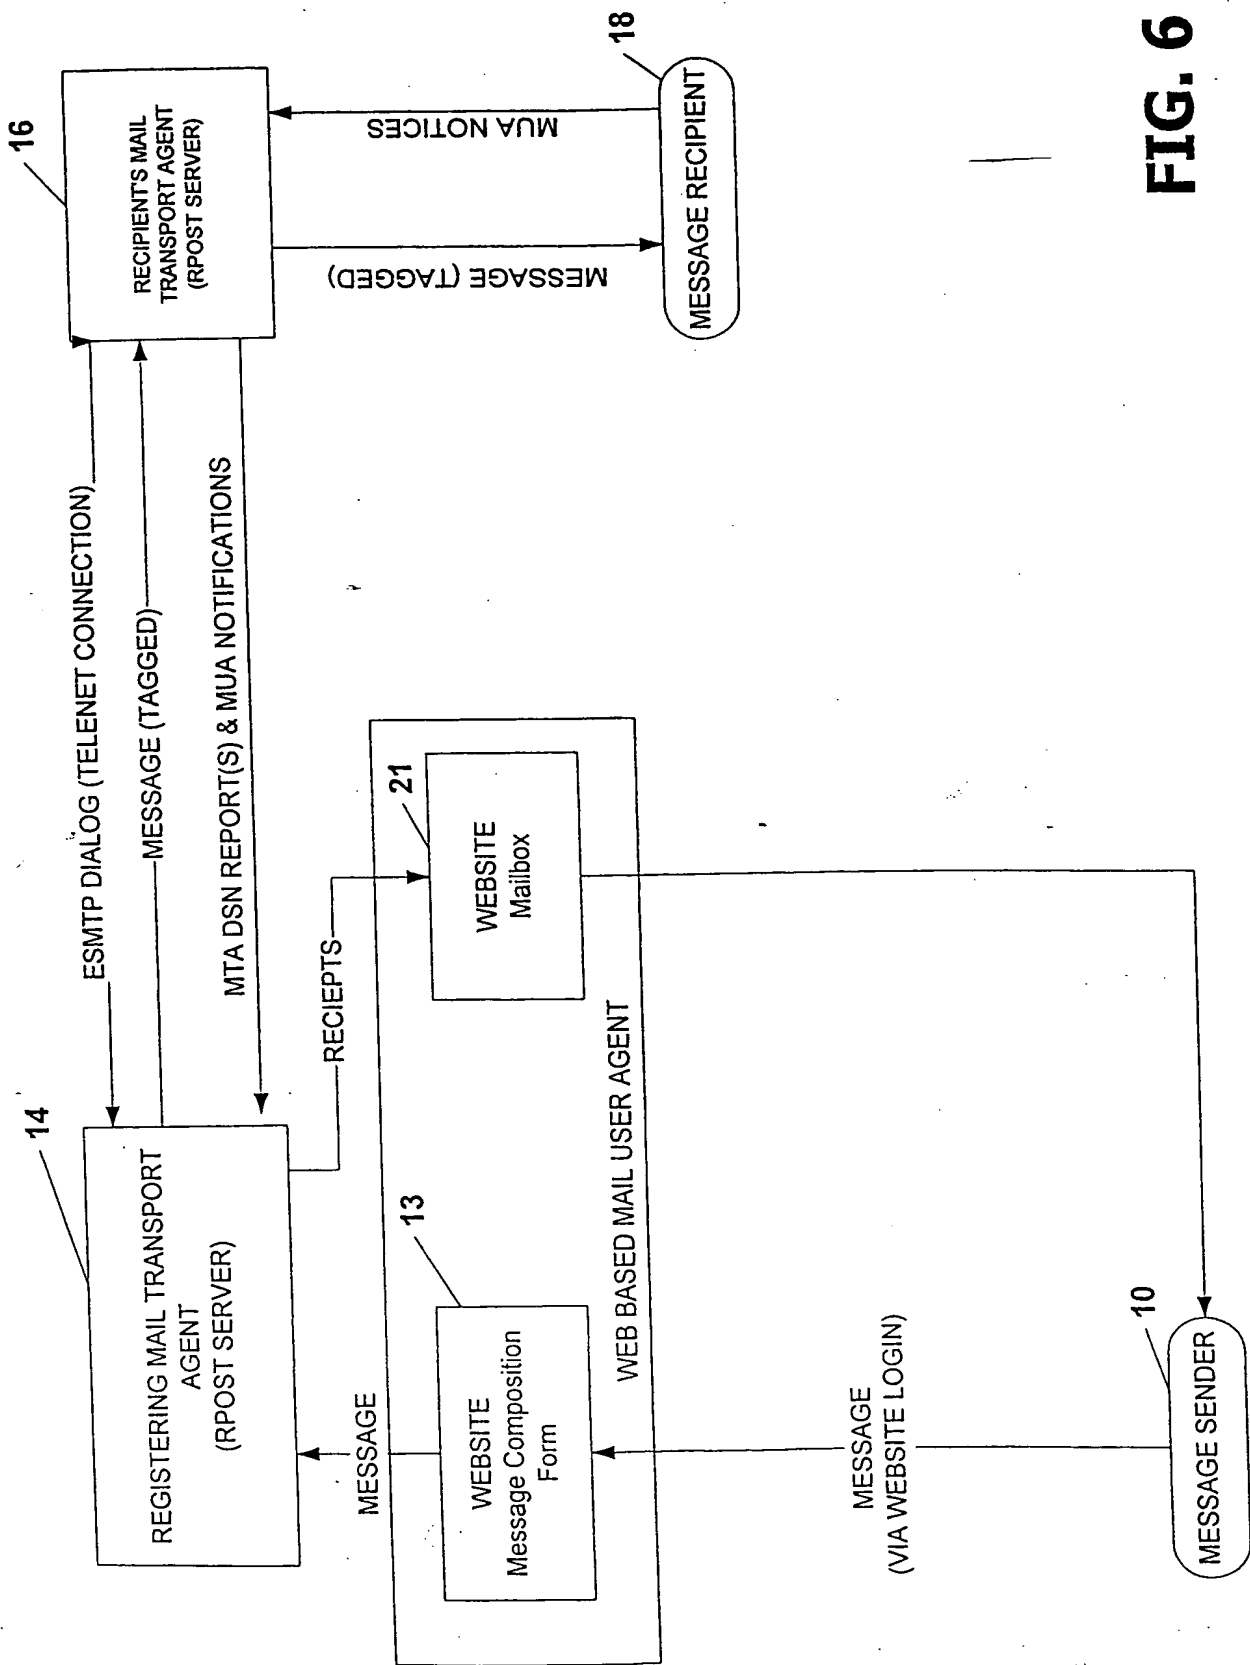 14
REGISTERING MAIL TRANSPORT
AGENT
(RPOST SERVER)
ESMTP DIALOG (TELENET CONNECTION)
MESSAGE (TAGGED)
MTA DSN REPORT(S) & MUA NOTIFICATIONS
16
RECIPIENT'S MAIL
TRANSPORT AGENT
(RPOST SERVER)
MESSAGE (TAGGED)
MUA NOTICES
18
MESSAGE RECIPIENT
MESSAGE
RECIEPTS
13
WEBSITE
Message Composition
Form
21
WEBSITE
Mailbox
WEB BASED MAIL USER AGENT
MESSAGE
(VIA WEBSITE LOGIN)
10
MESSAGE SENDER
FIG. 6